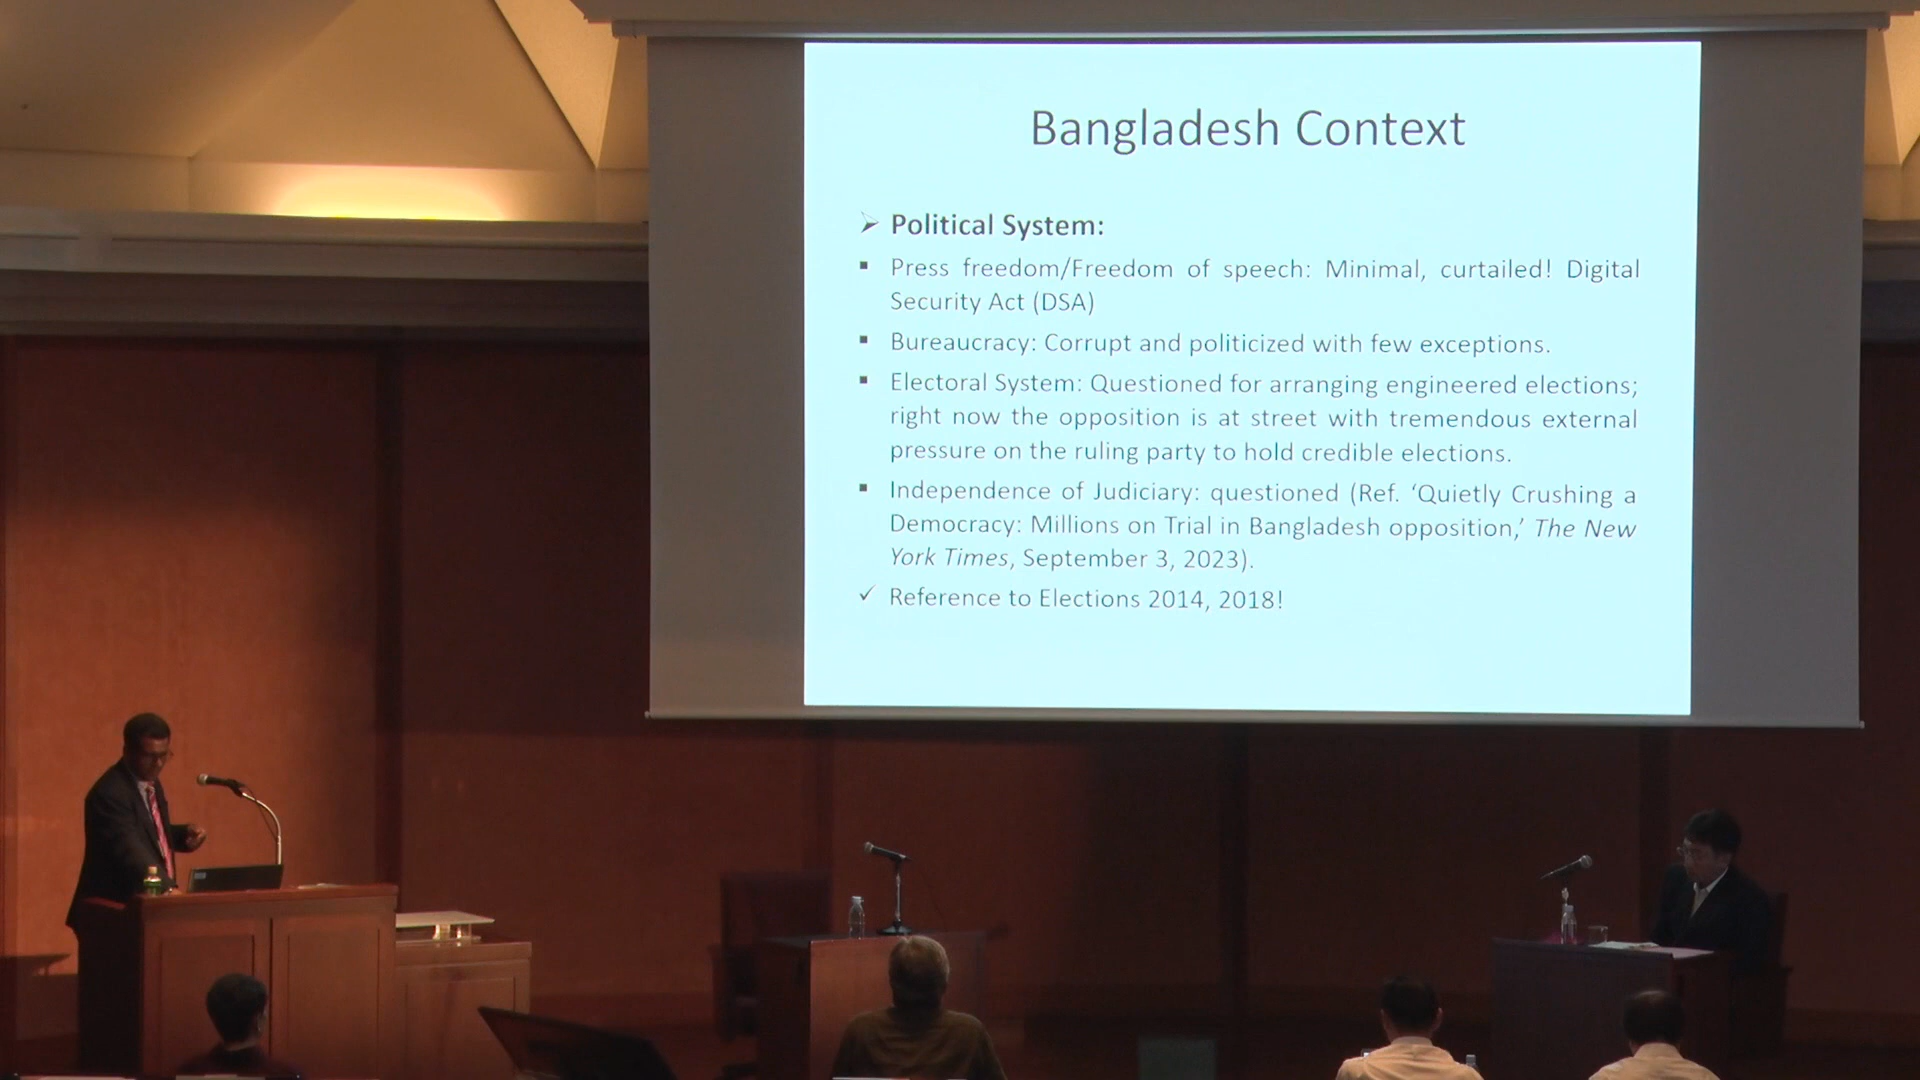 Bangladesh Context
➢ Political System:
▪ Press freedom/Freedom of speech: Minimal, curtailed! Digital
Security Act (DSA)
▪ Bureaucracy: Corrupt and politicized with few exceptions.
▪ Electoral System: Questioned for arranging engineered elections;
right now the opposition is at street with tremendous external
pressure on the ruling party to hold credible elections.
▪ Independence of Judiciary: questioned (Ref. ‘Quietly Crushing a
Democracy: Millions on Trial in Bangladesh opposition,’ The New
York Times, September 3, 2023).
✓ Reference to Elections 2014, 2018!